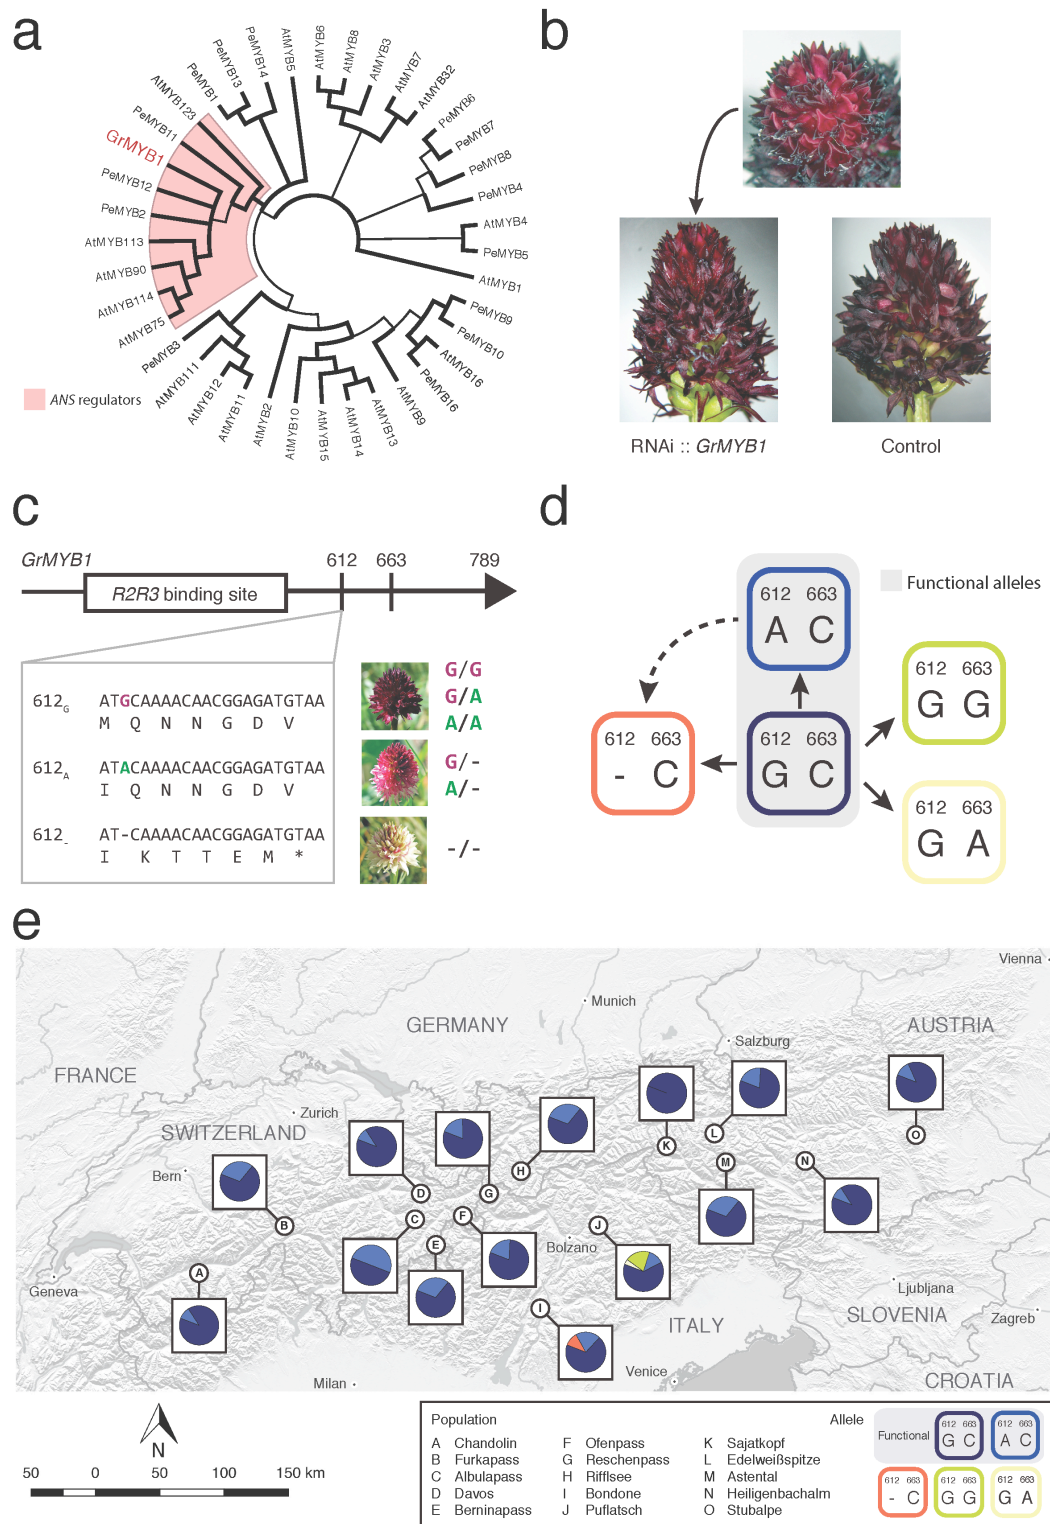 a
AtMYB6
AtMYB8
AtMYB3
AtMYB7
AtMYB32
PeMYB6
PeMYB7
PeMYB8
PeMYB4
AtMYB4
PeMYB5
AtMYB1
PeMYB9
PeMYB10
AtMYB16
PeMYB16
AtMYB9
AtMYB13
AtMYB14
AtMYB15
AtMYB10
AtMYB2
AtMYB11
AtMYB12
AtMYB111
PeMYB3
AtMYB75
AtMYB114
AtMYB90
AtMYB113
PeMYB2
PeMYB12
GrMYB1
PeMYB11
AtMYB123
PeMYB1
PeMYB13
PeMYB14
AtMYB5
ANS regulators
b
RNAi :: GrMYB1
Control
c
GrMYB1
612
663
789
R2R3 binding site
612G ATGCAAAACAACGGAGATGTAA
M Q N N G D V
612A ATACAAAACAACGGAGATGTAA
I Q N N G D V
612- AT-CAAAACAACGGAGATGTAA
I K T T E M *
G/G
G/A
A/A
G/-
A/-
-/-
d
Functional alleles
612 663
A C
612 663
- C
612 663
G C
612 663
G G
612 663
G A
e
Vienna
Munich
GERMANY
AUSTRIA
Salzburg
FRANCE
Zurich
SWITZERLAND
Bern
Geneva
Bolzano
Ljubljana
SLOVENIA
Zagreb
ITALY
Venice
Milan
CROATIA
A
B
C
D
E
F
G
H
I
J
K
L
M
N
O
N
50 0 50 100 150 km
Population
A Chandolin
B Furkapass
C Albulapass
D Davos
E Berninapass
F Ofenpass
G Reschenpass
H Rifflsee
I Bondone
J Puflatsch
K Sajatkopf
L Edelweißspitze
M Astental
N Heiligenbachalm
O Stubalpe
Allele
Functional
612 663
G C
612 663
A C
612 663
- C
612 663
G G
612 663
G A